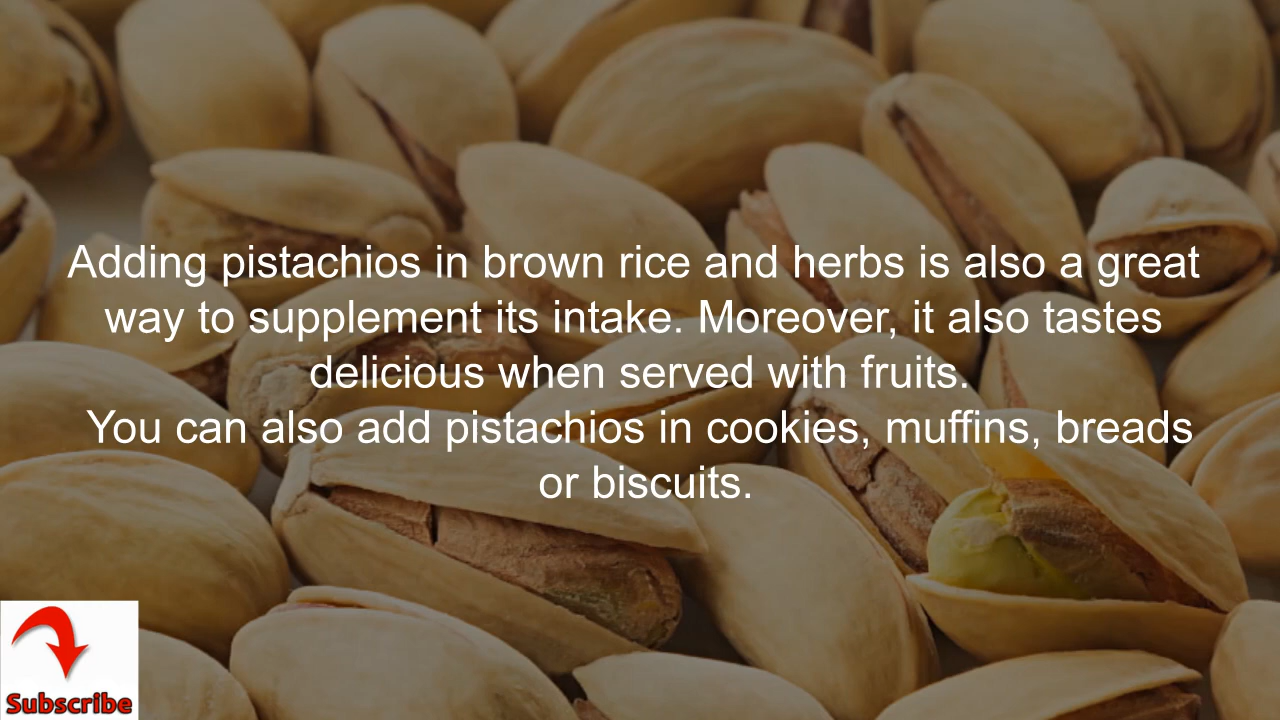 Adding pistachios in brown rice and herbs is also a great
way to supplement its intake. Moreover, it also tastes
delicious when served with fruits.
You can also add pistachios in cookies, muffins, breads
or biscuits.
Subscribe